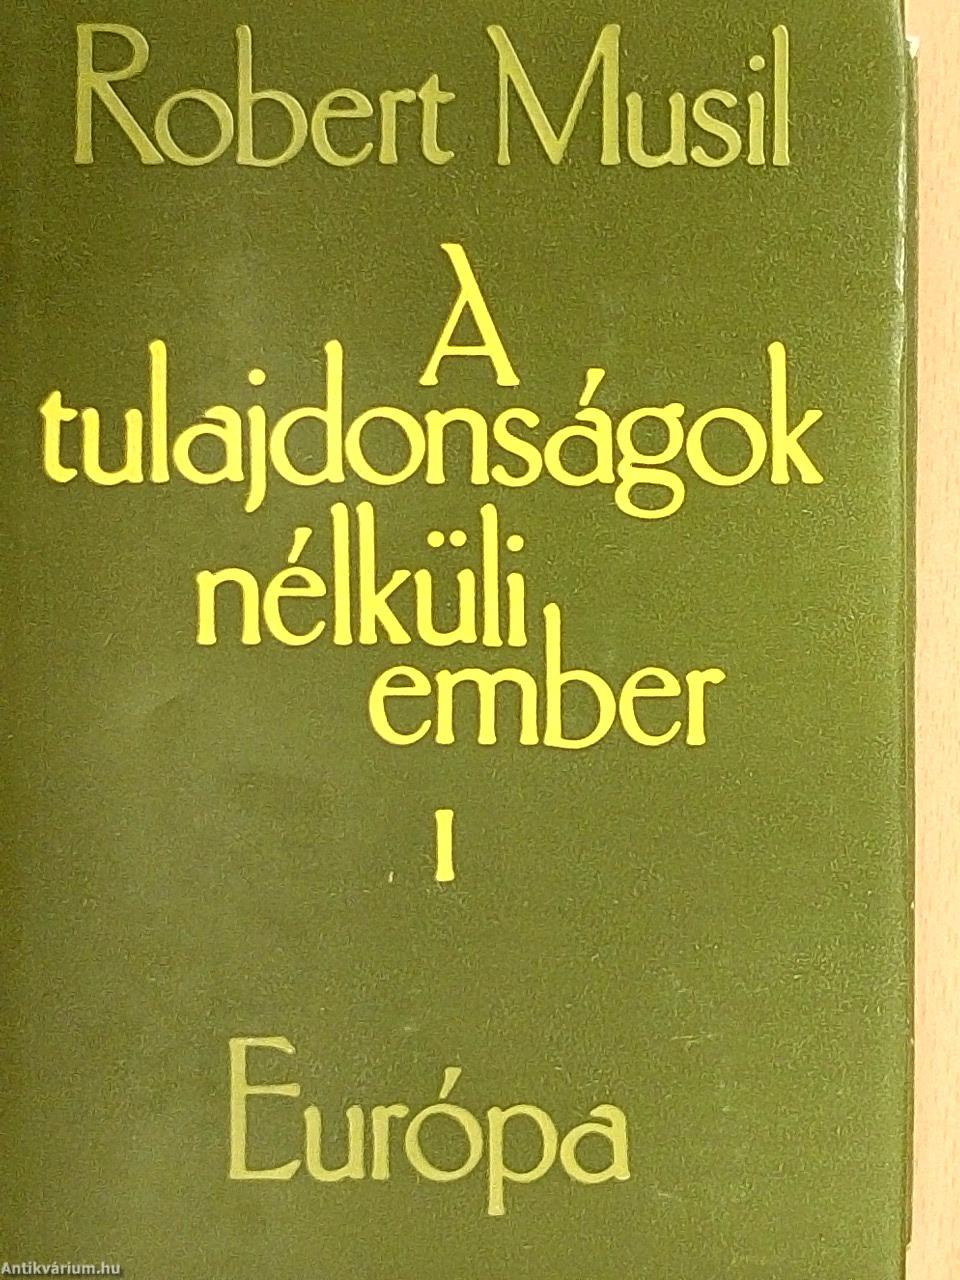 Robert Musil
A
tulajdonságok
nélküli
ember
I
Európa
Antikvárium.hu